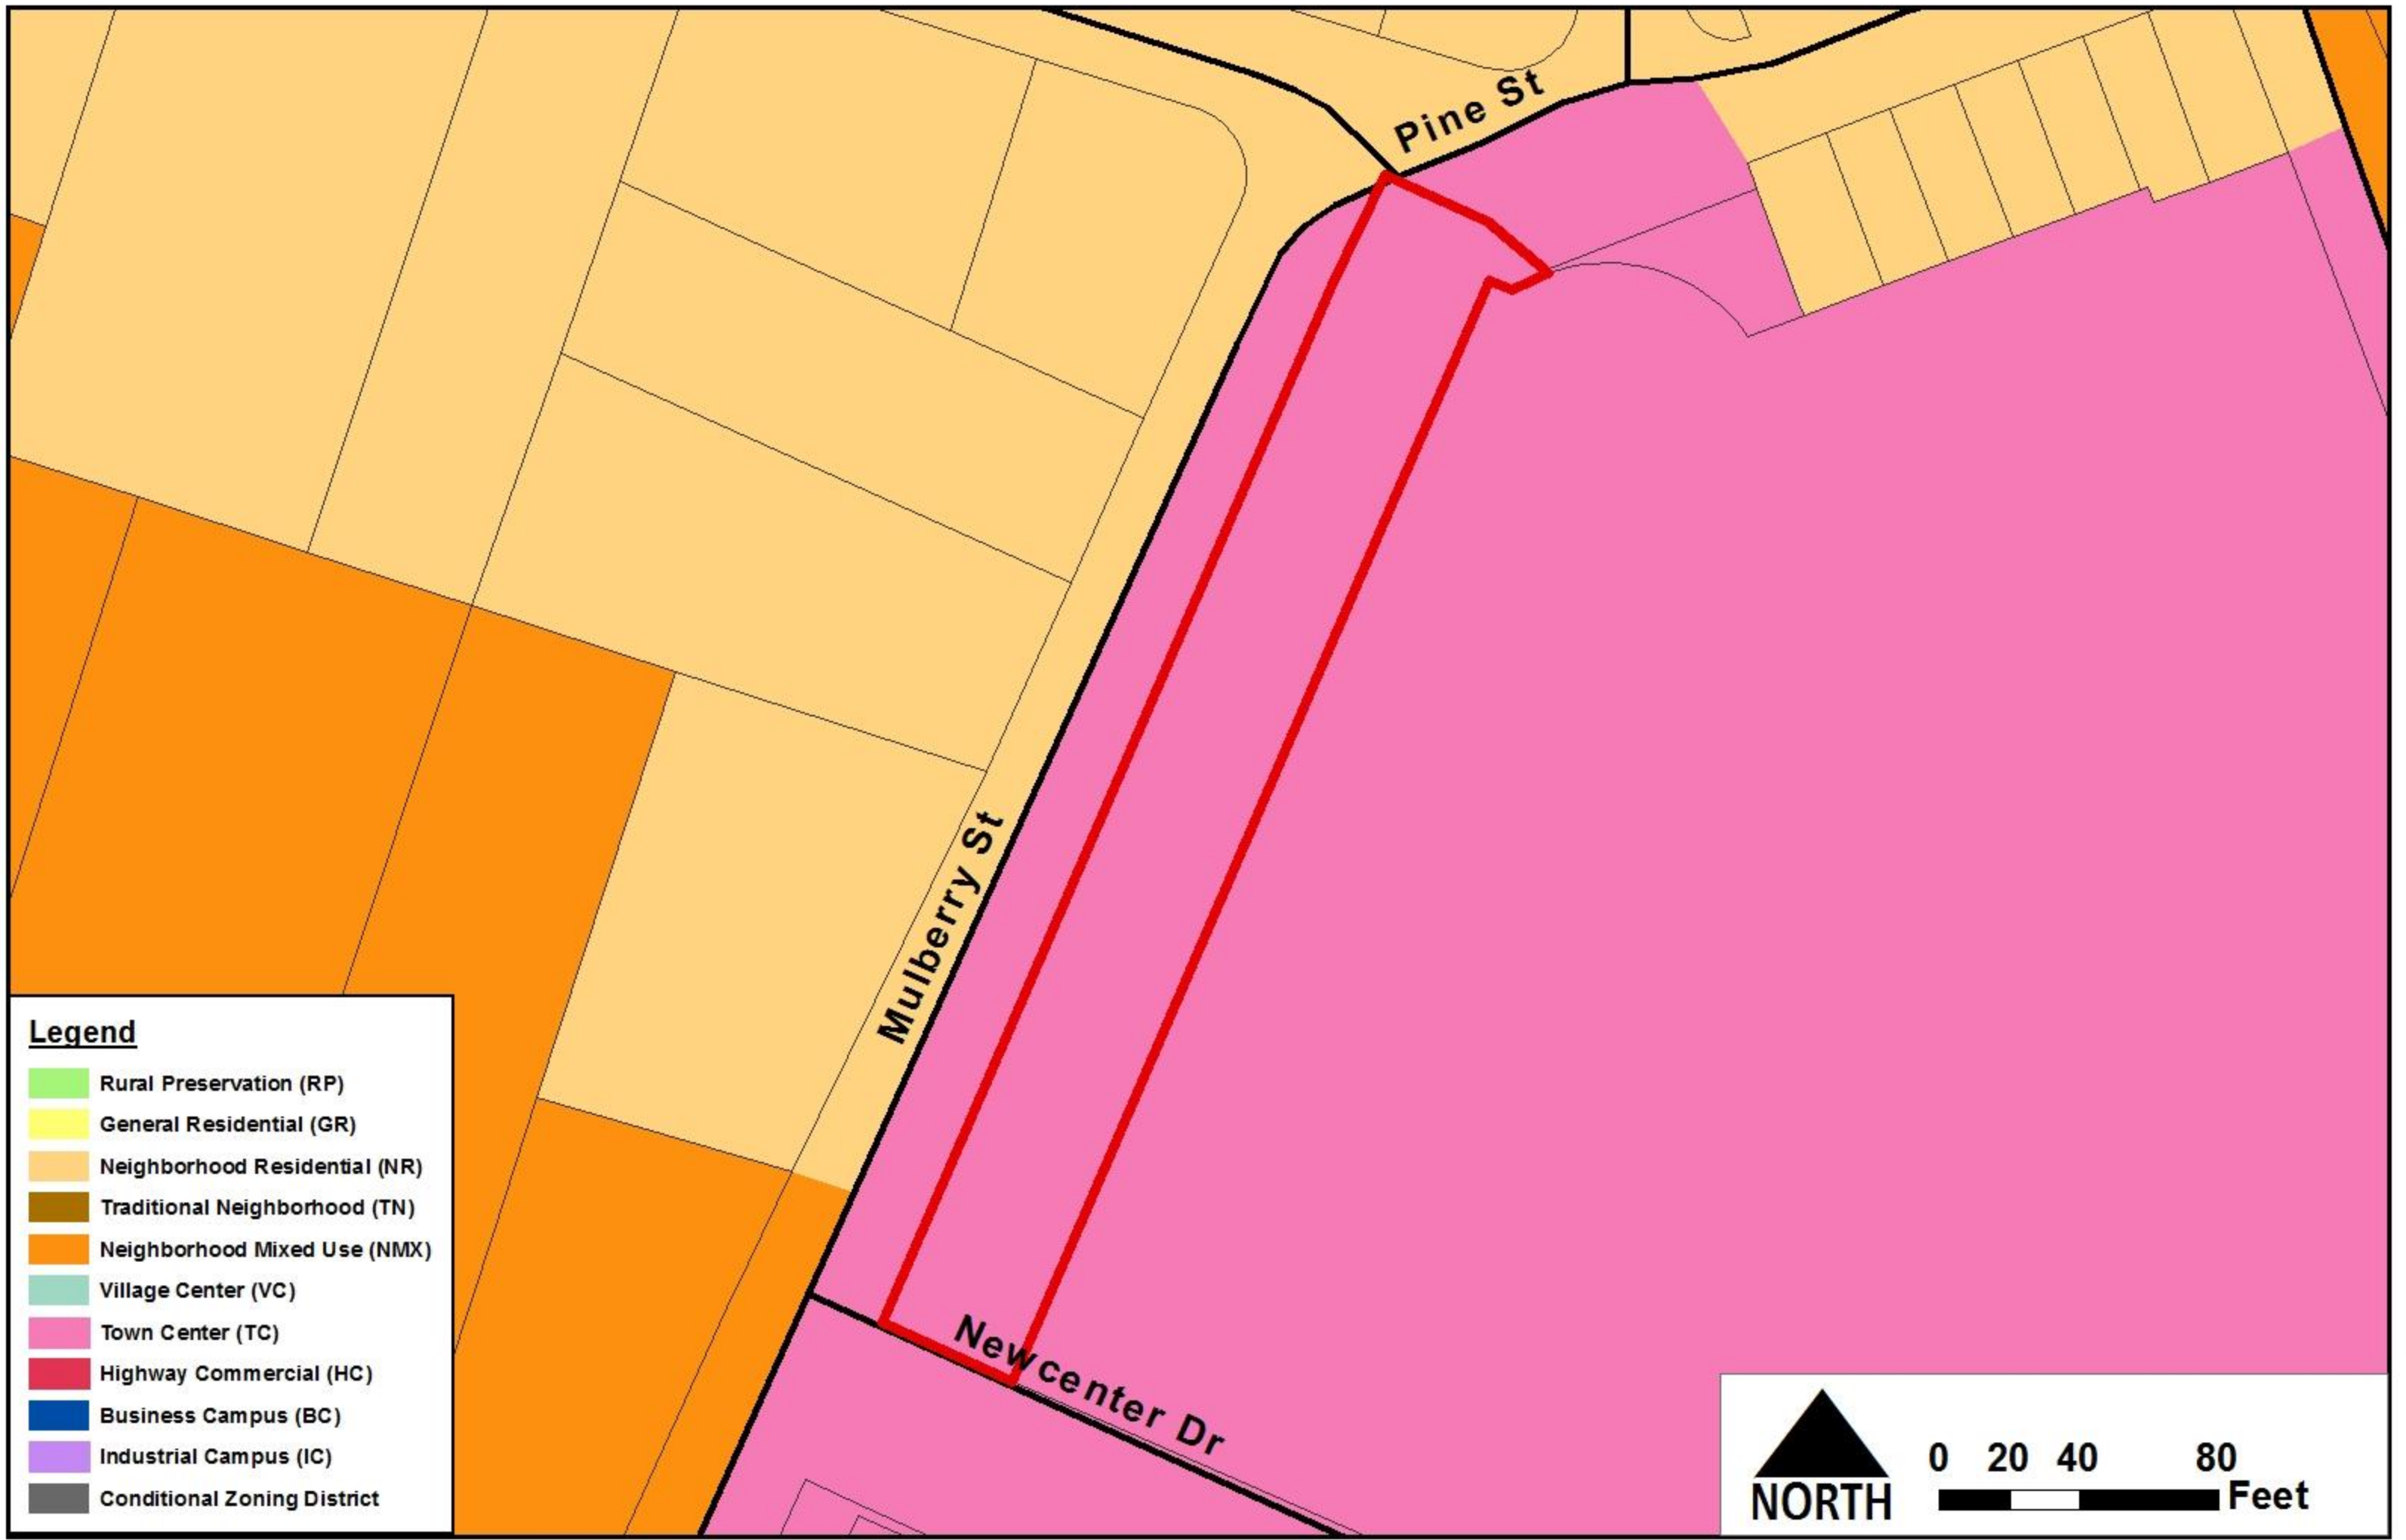 Pine St
Mulberry St
Newcenter Dr
Legend
Rural Preservation (RP)
General Residential (GR)
Neighborhood Residential (NR)
Traditional Neighborhood (TN)
Neighborhood Mixed Use (NMX)
Village Center (VC)
Town Center (TC)
Highway Commercial (HC)
Business Campus (BC)
Industrial Campus (IC)
Conditional Zoning District
NORTH
0 20 40 80
Feet